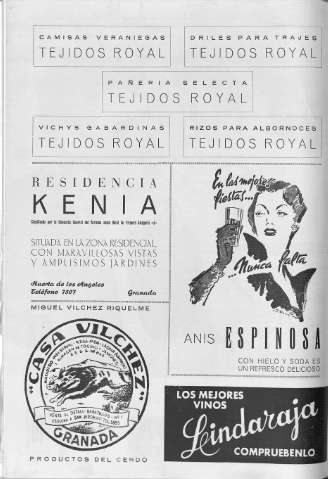 CAMISAS VERANIEGAS
TEJIDOS ROYAL
DRILES PARA TRAJES
TEJIDOS ROYAL
PAÑERIA SELECTA
TEJIDOS ROYAL
VICHYS GABARDINAS
TEJIDOS ROYAL
RIZOS PARA ALBORNOCES
TEJIDOS ROYAL
RESIDENCIA
KENIA
SITUADA EN LA ZONA RESIDENCIAL,
CON MARAVILLOSAS VISTAS
Y AMPLISIMOS JARDINES
Huerta de los Angeles
Teléfono 7507 Granada
En las mejores
fiestas...
...Nunca falta
ANIS ESPINOSA
CON HIELO Y SODA ES
UN REFRESCO DELICIOSO
MIGUEL VILCHEZ RIQUELME
"CASA VILCHEZ"
GRANADA
PRODUCTOS DEL CERDO
LOS MEJORES
VINOS
Lindaraja
COMPRUEBENLO